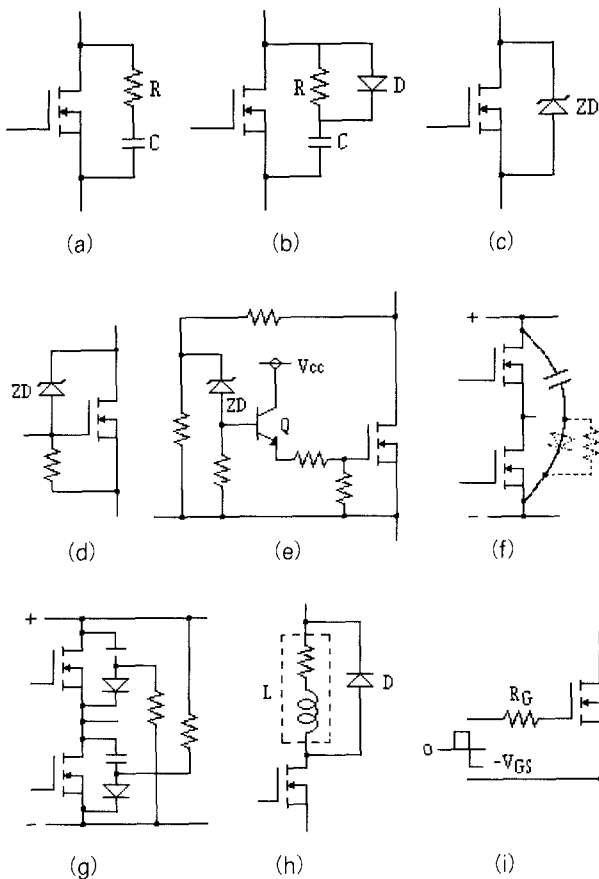 R
C
(a)
R
D
C
(b)
ZD
(c)
ZD
(d)
Vcc
ZD
Q
(e)
+
-
(f)
+
-
(g)
L
D
(h)
RG
0
-VGS
(i)